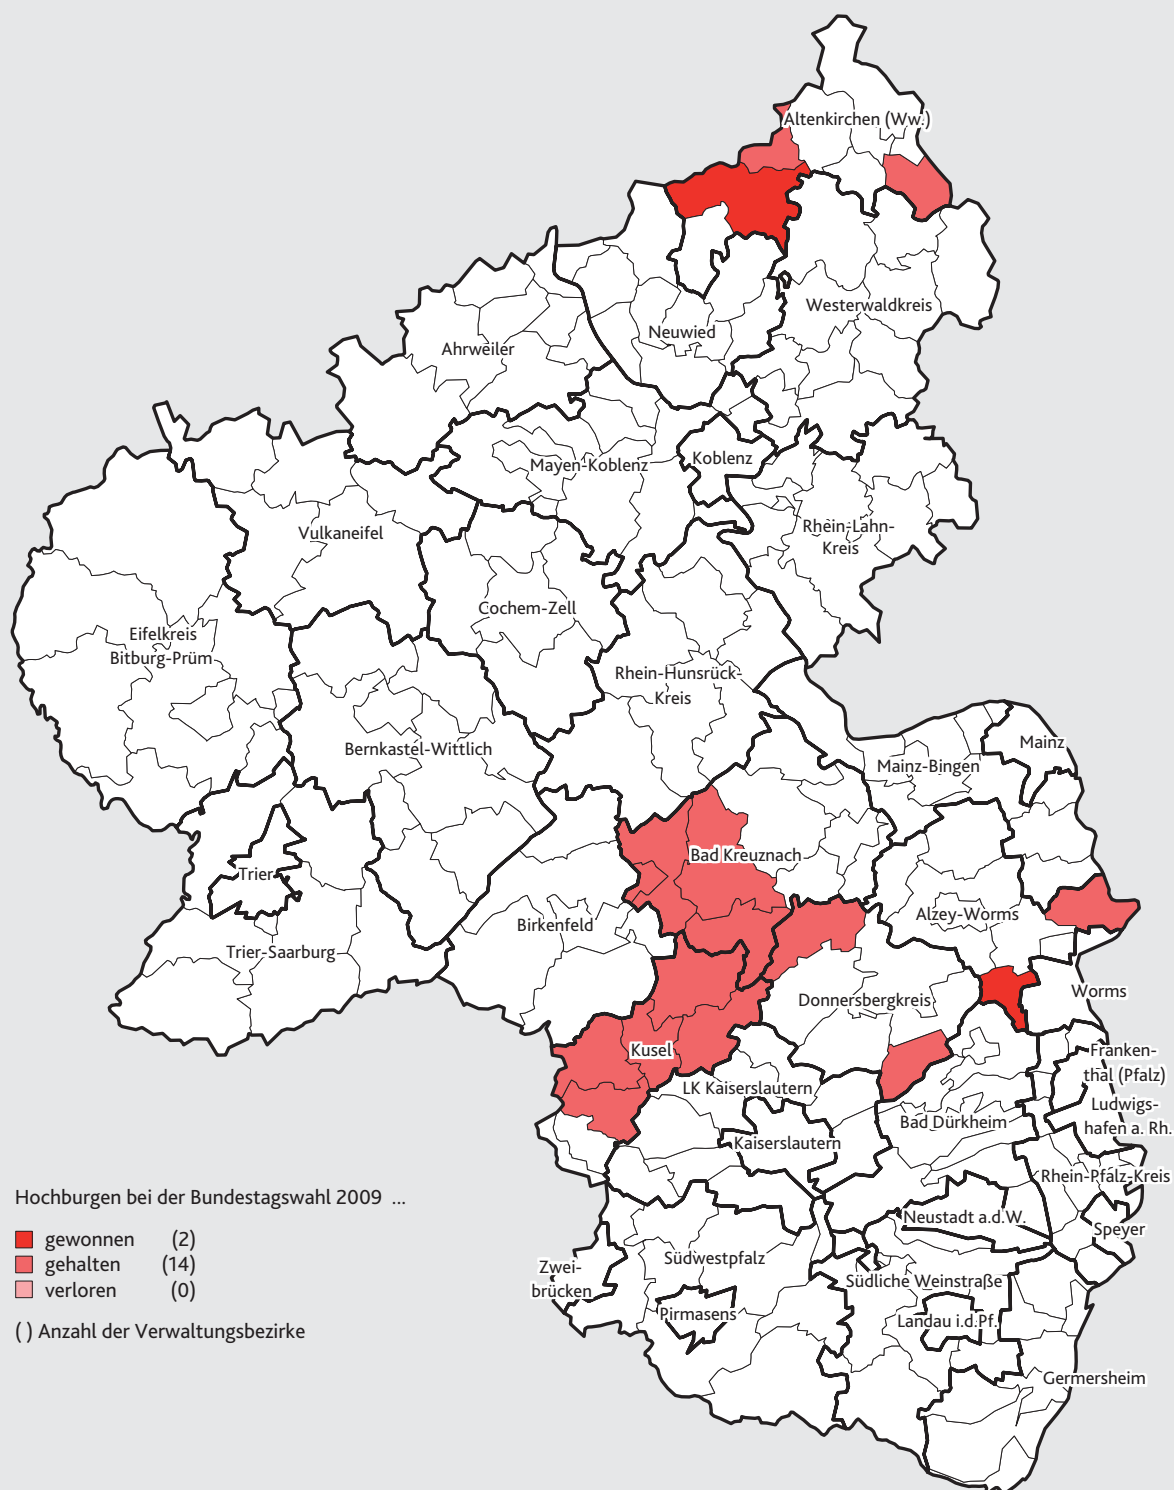 Altenkirchen (Ww.)
Westerwaldkreis
Neuwied
Ahrweiler
Koblenz
Mayen-Koblenz
Rhein-Lahn-
Kreis
Vulkaneifel
Cochem-Zell
Eifelkreis
Bitburg-Prüm
Rhein-Hunsrück-
Kreis
Bernkastel-Wittlich
Mainz
Mainz-Bingen
Bad Kreuznach
Trier
Alzey-Worms
Birkenfeld
Trier-Saarburg
Worms
Donnersbergkreis
Kusel
Franken-
thal (Pfalz)
LK Kaiserslautern
Ludwigs-
hafen a. Rh.
Bad Dürkheim
Kaiserslautern
Rhein-Pfalz-Kreis
Neustadt a.d.W.
Speyer
Südwestpfalz
Zwei-
brücken
Südliche Weinstraße
Pirmasens
Landau i.d.Pf.
Germersheim
Hochburgen bei der Bundestagswahl 2009 ...
gewonnen (2)
gehalten (14)
verloren (0)
( ) Anzahl der Verwaltungsbezirke